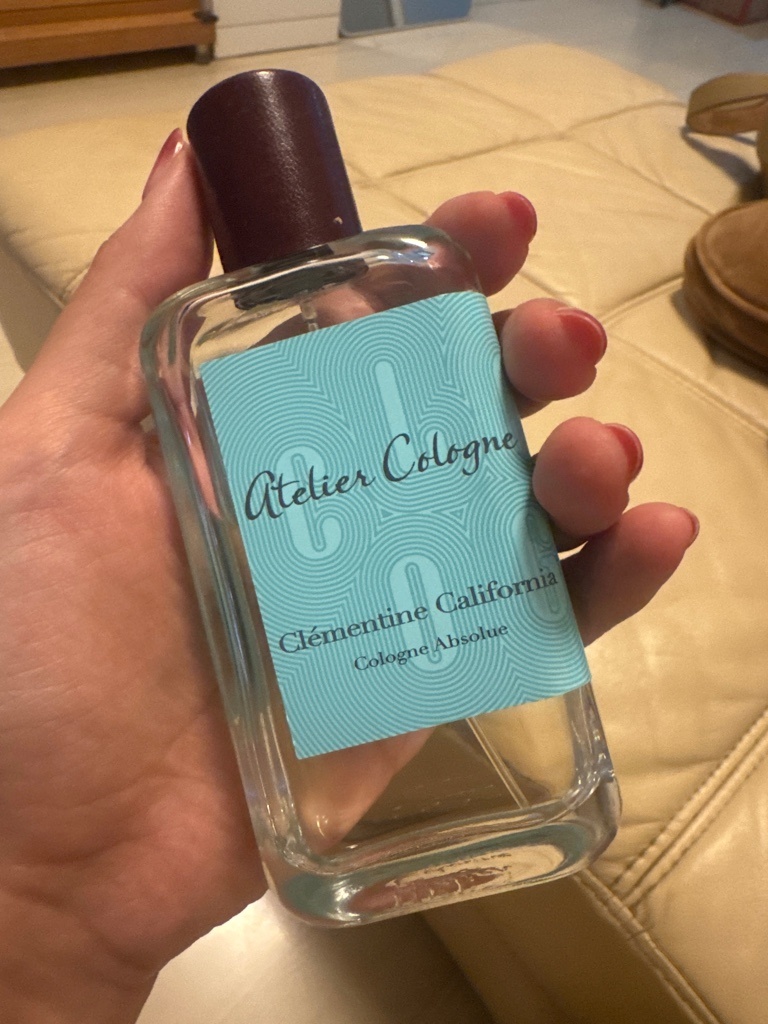 Atelier Cologne
Clémentine California
Cologne Absolue